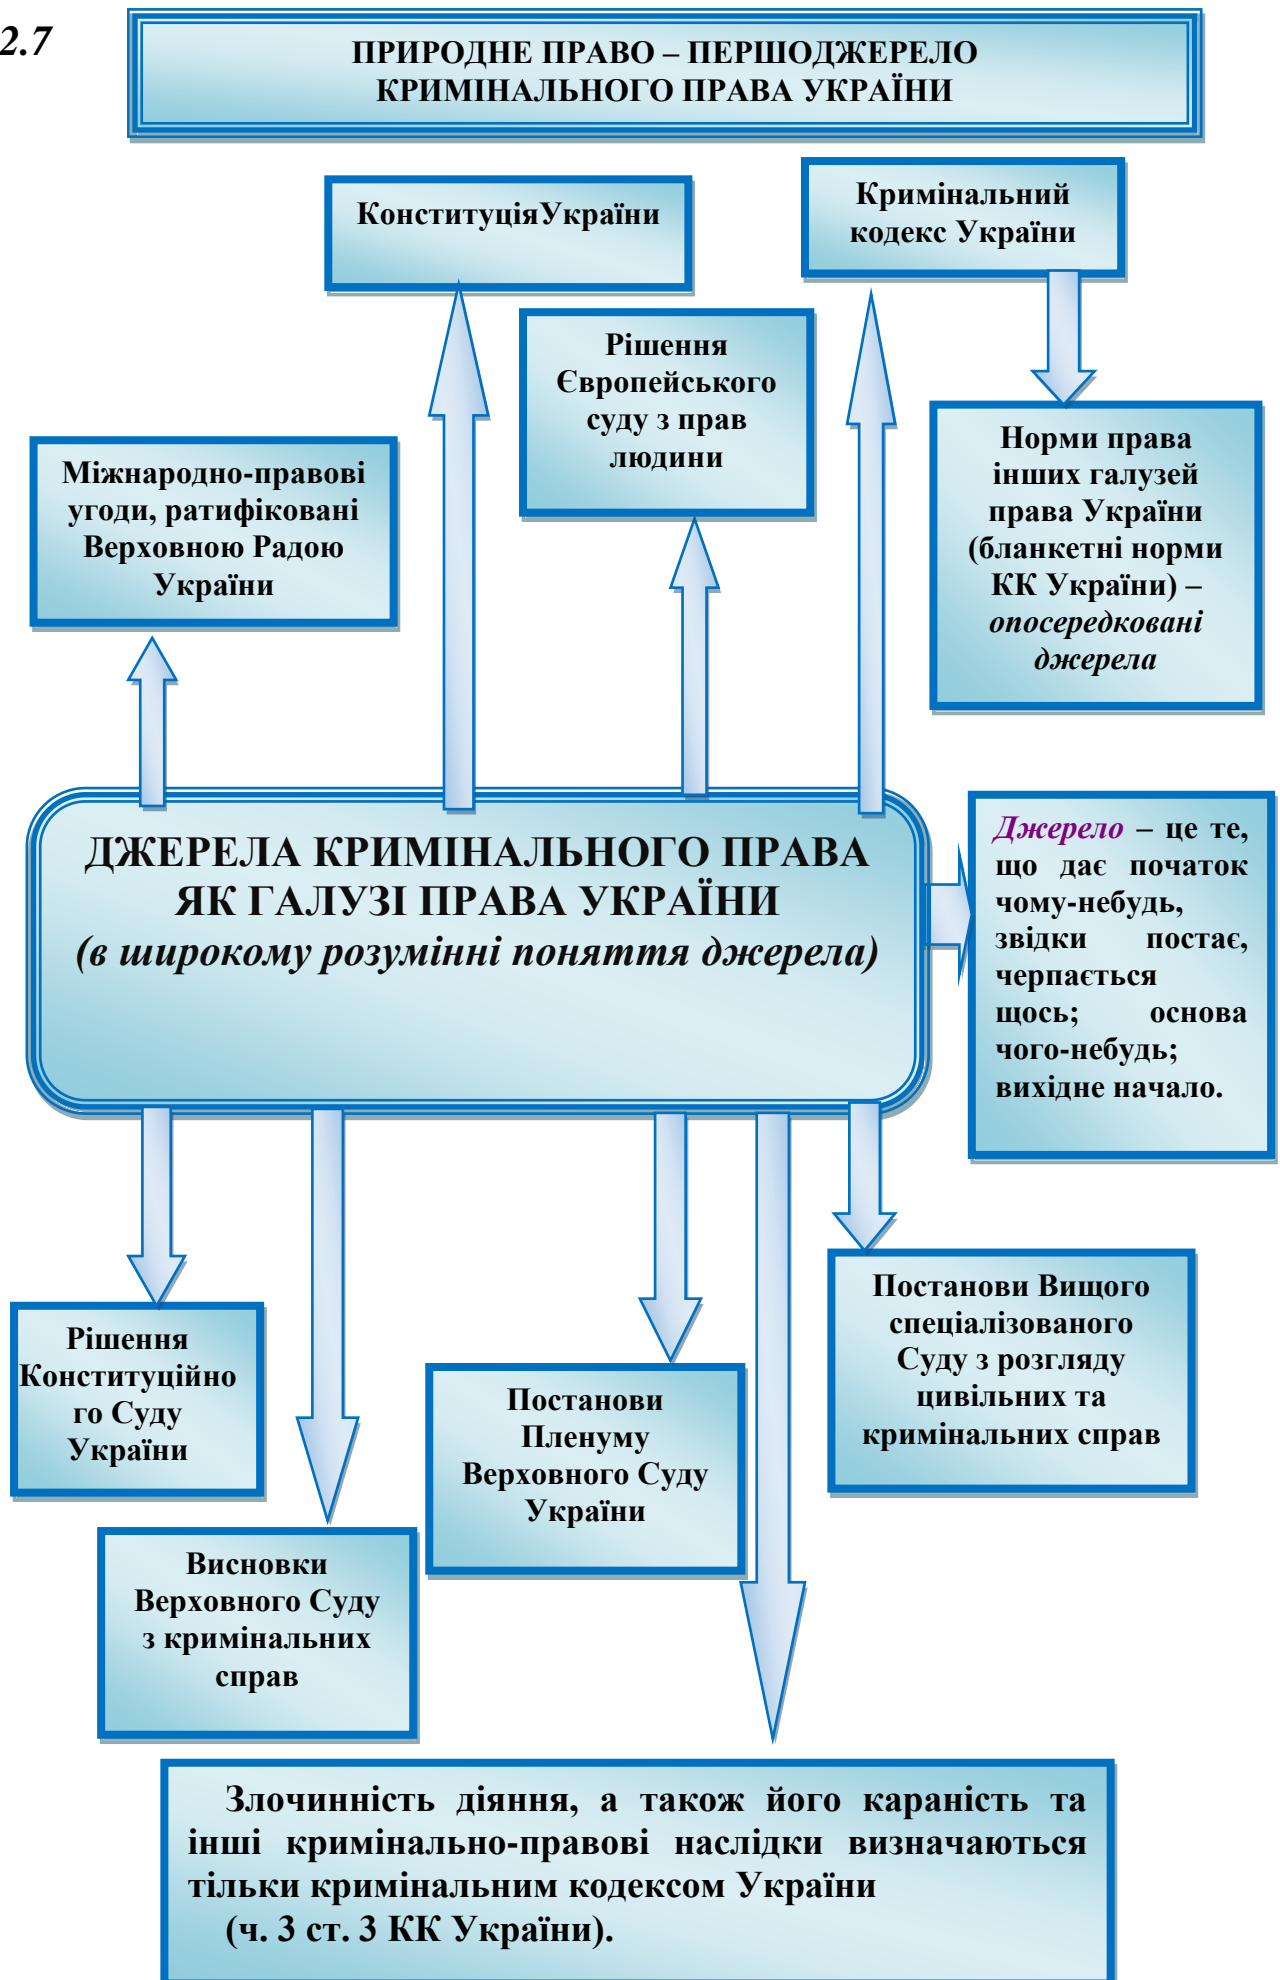 2.7
ПРИРОДНЕ ПРАВО – ПЕРШОДЖЕРЕЛО
КРИМІНАЛЬНОГО ПРАВА УКРАЇНИ
КонституціяУкраїни
Кримінальний
кодекс України
Рішення
Європейського
суду з прав
людини
Норми права
інших галузей
права України
(бланкетні норми
КК України) –
опосередковані
джерела
Міжнародно-правові
угоди, ратифіковані
Верховною Радою
України
ДЖЕРЕЛА КРИМІНАЛЬНОГО ПРАВА
ЯК ГАЛУЗІ ПРАВА УКРАЇНИ
(в широкому розумінні поняття джерела)
Джерело – це те,
що дає початок
чому-небудь,
звідки постає,
черпається
щось; основа
чого-небудь;
вихідне начало.
Рішення
Конституційно
го Суду
України
Висновки
Верховного Суду
з кримінальних
справ
Постанови
Пленуму
Верховного Суду
України
Постанови Вищого
спеціалізованого
Суду з розгляду
цивільних та
кримінальних справ
Злочинність діяння, а також його караність та
інші кримінально-правові наслідки визначаються
тільки кримінальним кодексом України
(ч. 3 ст. 3 КК України).